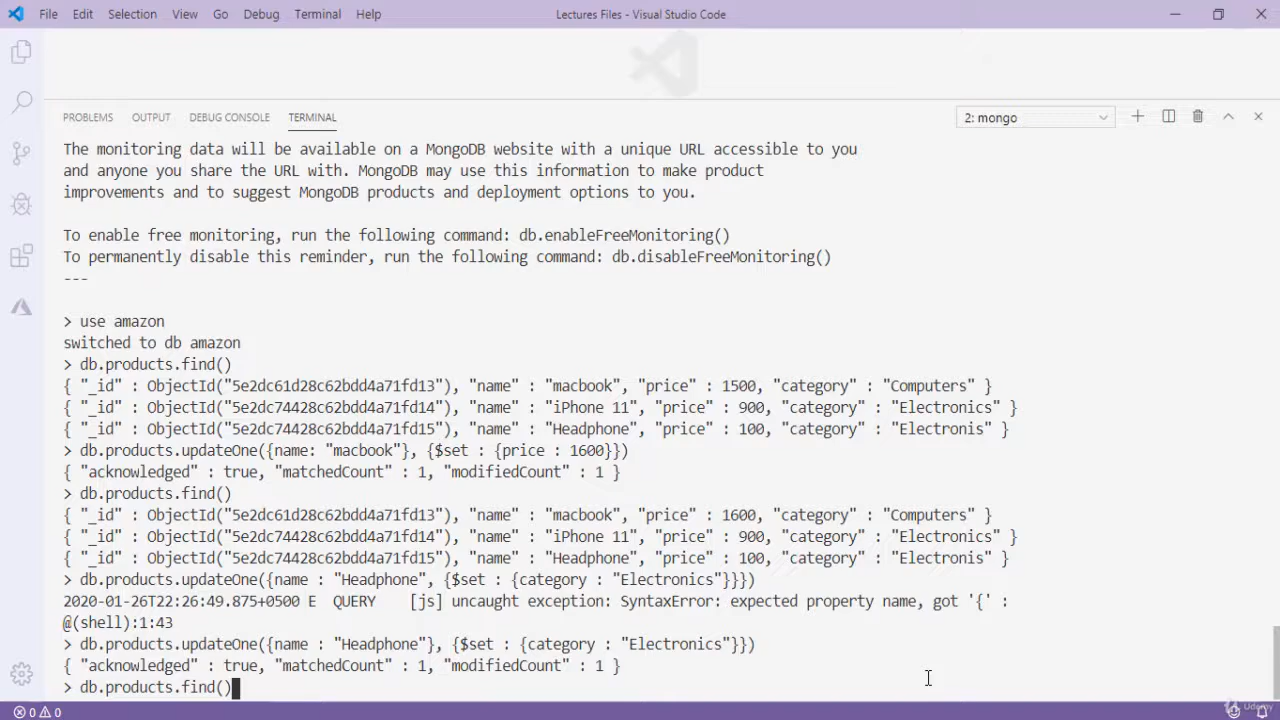 File Edit Selection View Go Debug Terminal Help Lectures Files - Visual Studio Code
PROBLEMS OUTPUT DEBUG CONSOLE TERMINAL 2: mongo
The monitoring data will be available on a MongoDB website with a unique URL accessible to you
and anyone you share the URL with. MongoDB may use this information to make product
improvements and to suggest MongoDB products and deployment options to you.
To enable free monitoring, run the following command: db.enableFreeMonitoring()
To permanently disable this reminder, run the following command: db.disableFreeMonitoring()
---
> use amazon
switched to db amazon
> db.products.find()
{ "_id" : ObjectId("5e2dc61d28c62bdd4a71fd13"), "name" : "macbook", "price" : 1500, "category" : "Computers" }
{ "_id" : ObjectId("5e2dc74428c62bdd4a71fd14"), "name" : "iPhone 11", "price" : 900, "category" : "Electronics" }
{ "_id" : ObjectId("5e2dc74428c62bdd4a71fd15"), "name" : "Headphone", "price" : 100, "category" : "Electronis" }
> db.products.updateOne({name: "macbook"}, {$set : {price : 1600}})
{ "acknowledged" : true, "matchedCount" : 1, "modifiedCount" : 1 }
> db.products.find()
{ "_id" : ObjectId("5e2dc61d28c62bdd4a71fd13"), "name" : "macbook", "price" : 1600, "category" : "Computers" }
{ "_id" : ObjectId("5e2dc74428c62bdd4a71fd14"), "name" : "iPhone 11", "price" : 900, "category" : "Electronics" }
{ "_id" : ObjectId("5e2dc74428c62bdd4a71fd15"), "name" : "Headphone", "price" : 100, "category" : "Electronis" }
> db.products.updateOne({name : "Headphone", {$set : {category : "Electronics"}}})
2020-01-26T22:26:49.875+0500 E QUERY [js] uncaught exception: SyntaxError: expected property name, got '{' :
@(shell):1:43
> db.products.updateOne({name : "Headphone"}, {$set : {category : "Electronics"}})
{ "acknowledged" : true, "matchedCount" : 1, "modifiedCount" : 1 }
> db.products.find()
0 0 Udemy